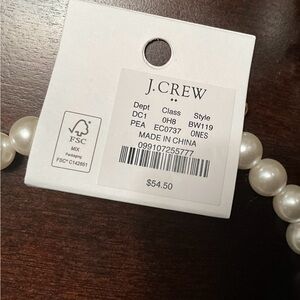 J.CREW
Dept Class Style
DC1 0H8 BW119
PEA EC0737 ONES
MADE IN CHINA
099107255777
$54.50
FSC
MIX
Packaging
FSC® C142661